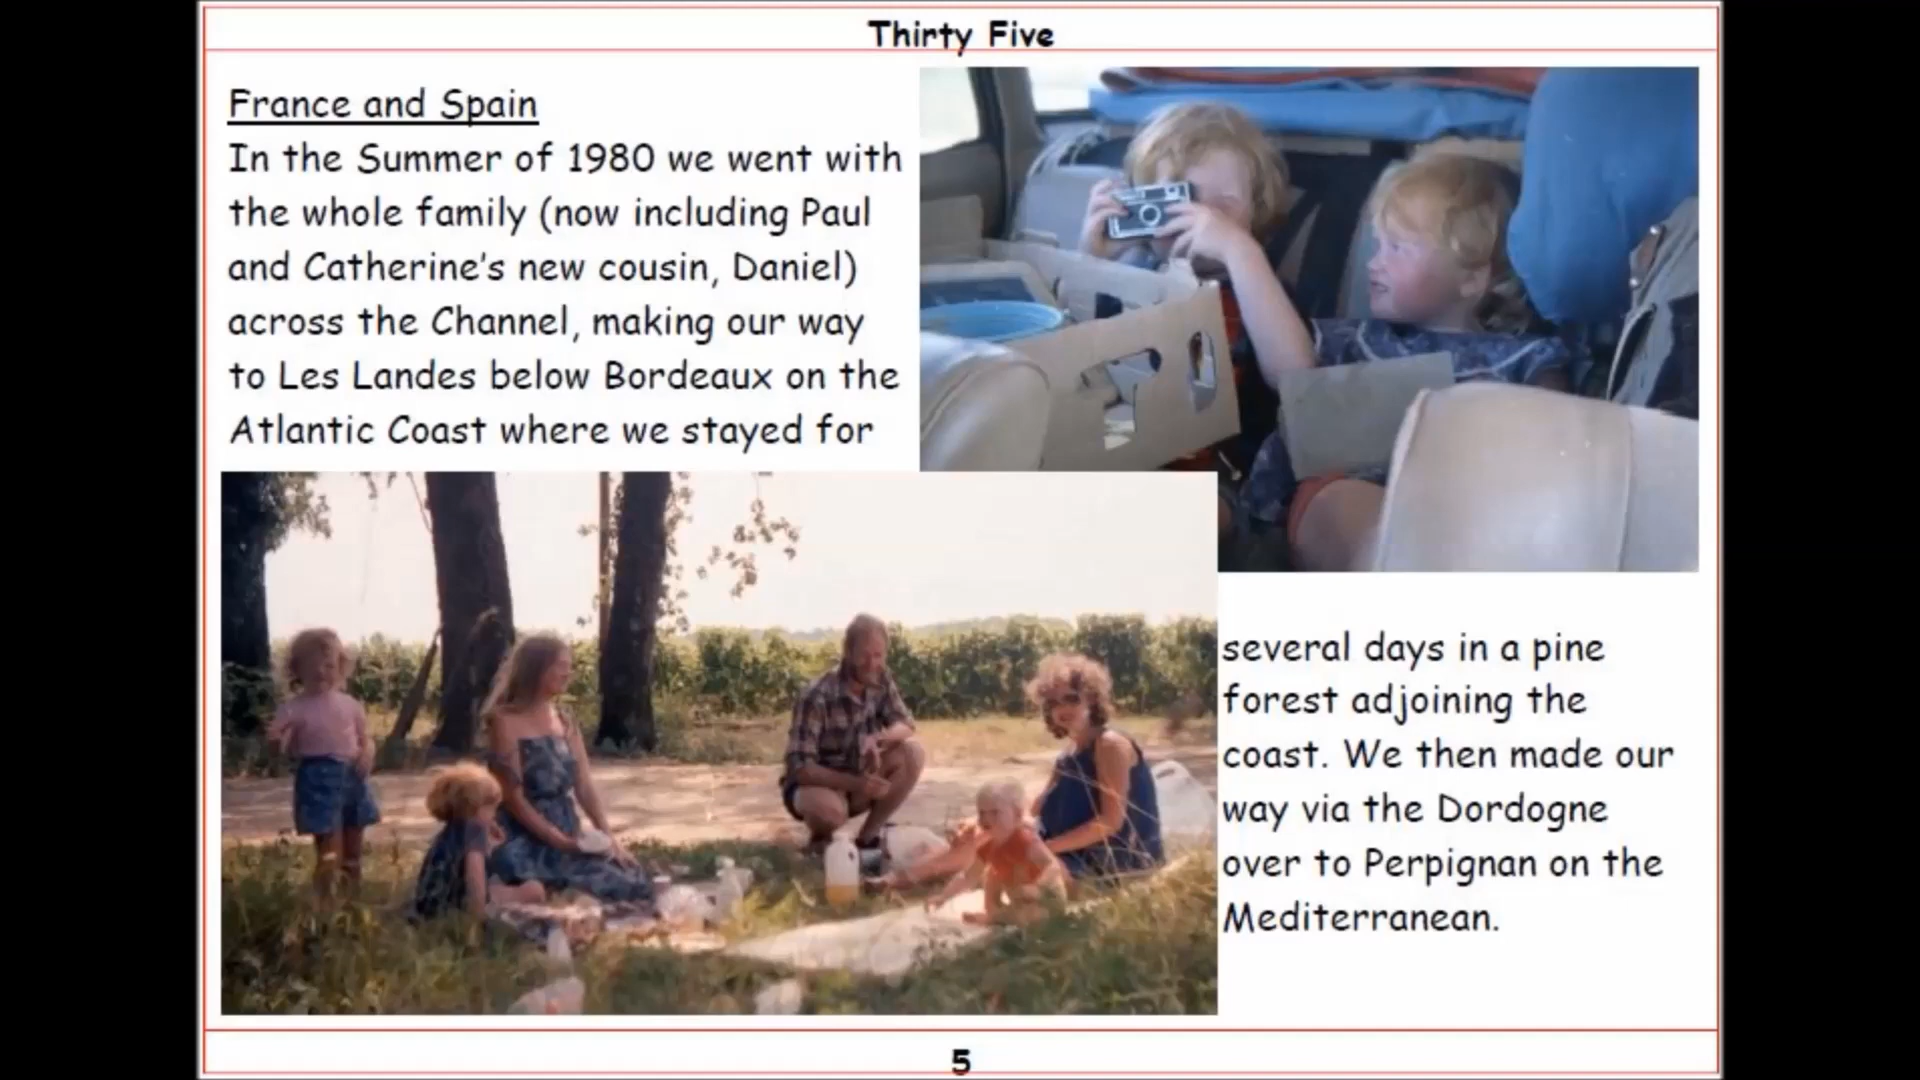 Thirty Five
France and Spain
In the Summer of 1980 we went with
the whole family (now including Paul
and Catherine's new cousin, Daniel)
across the Channel, making our way
to Les Landes below Bordeaux on the
Atlantic Coast where we stayed for
several days in a pine
forest adjoining the
coast. We then made our
way via the Dordogne
over to Perpignan on the
Mediterranean.
5